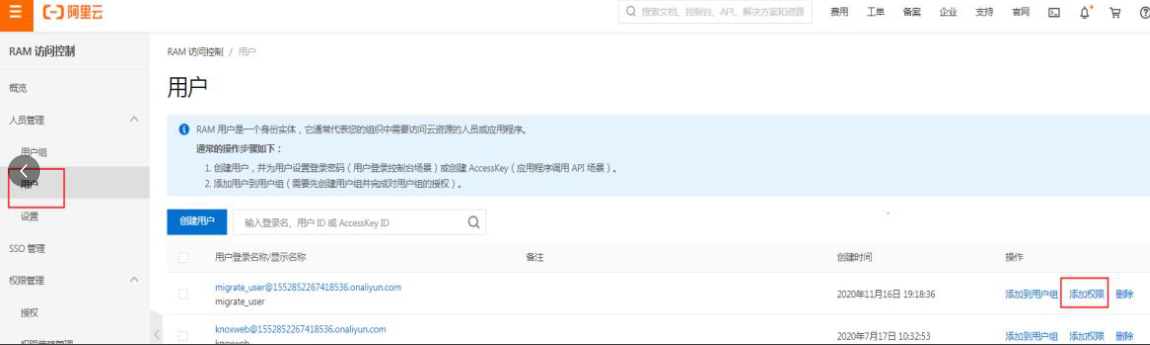 阿里云
搜索文档、控制台、API、解决方案和资源
费用 工单 备案 企业 支持 官网
RAM 访问控制
RAM 访问控制 / 用户
概览
用户
人员管理
RAM 用户是一个身份实体，它通常代表您的组织中需要访问云资源的人员或应用程序。
通常的操作步骤如下：
用户组
1. 创建用户，并为用户设置登录密码（用户登录控制台场景）或创建 AccessKey（应用程序调用 API 场景）。
用户
2. 添加用户到用户组（需要先创建用户组并完成对用户组的授权）。
设置
创建用户 输入登录名、用户 ID 或 AccessKey ID
SSO 管理
用户登录名称/显示名称 备注 创建时间 操作
权限管理
migrate_user@1552852267418536.onaliyun.com
migrate_user
2020年11月16日 19:18:36 添加到用户组 添加权限 删除
授权
knoxweb@1552852267418536.onaliyun.com
knoxweb
2020年7月17日 10:32:53 添加到用户组 添加权限 删除
权限策略管理